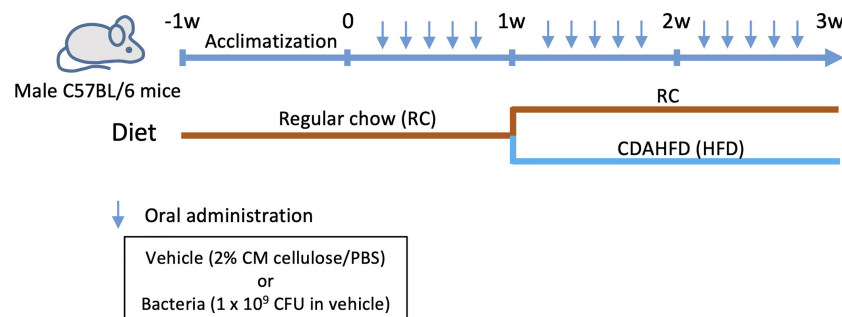 -1w 0 1w 2w 3w
Acclimatization
Male C57BL/6 mice
Diet
Regular chow (RC)
RC
CDAHFD (HFD)
Oral administration
Vehicle (2% CM cellulose/PBS)
or
Bacteria (1 x 10⁹ CFU in vehicle)